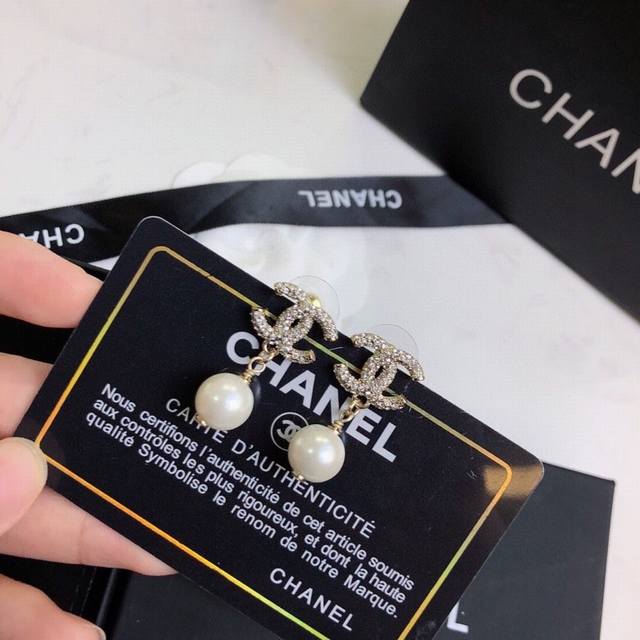 CHANEL
CHANEL
CHANEL
CHANEL
CARTE D'AUTHENTICITÉ
Nous certifions l'authenticité de cet article soumis
aux contrôles les plus rigoureux, et dont la haute
qualité Symbolise le renom de notre Marque.
CHANEL